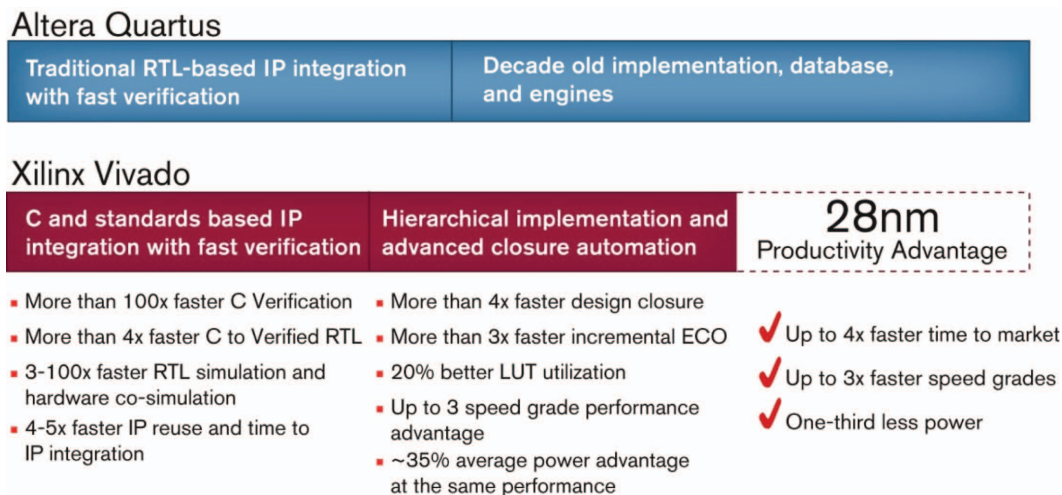 Altera Quartus
Traditional RTL-based IP integration
with fast verification
Decade old implementation, database,
and engines
Xilinx Vivado
C and standards based IP
integration with fast verification
Hierarchical implementation and
advanced closure automation
28nm
Productivity Advantage
More than 100x faster C Verification
More than 4x faster C to Verified RTL
3-100x faster RTL simulation and
hardware co-simulation
4-5x faster IP reuse and time to
IP integration
More than 4x faster design closure
More than 3x faster incremental ECO
20% better LUT utilization
Up to 3 speed grade performance
advantage
~35% average power advantage
at the same performance
Up to 4x faster time to market
Up to 3x faster speed grades
One-third less power